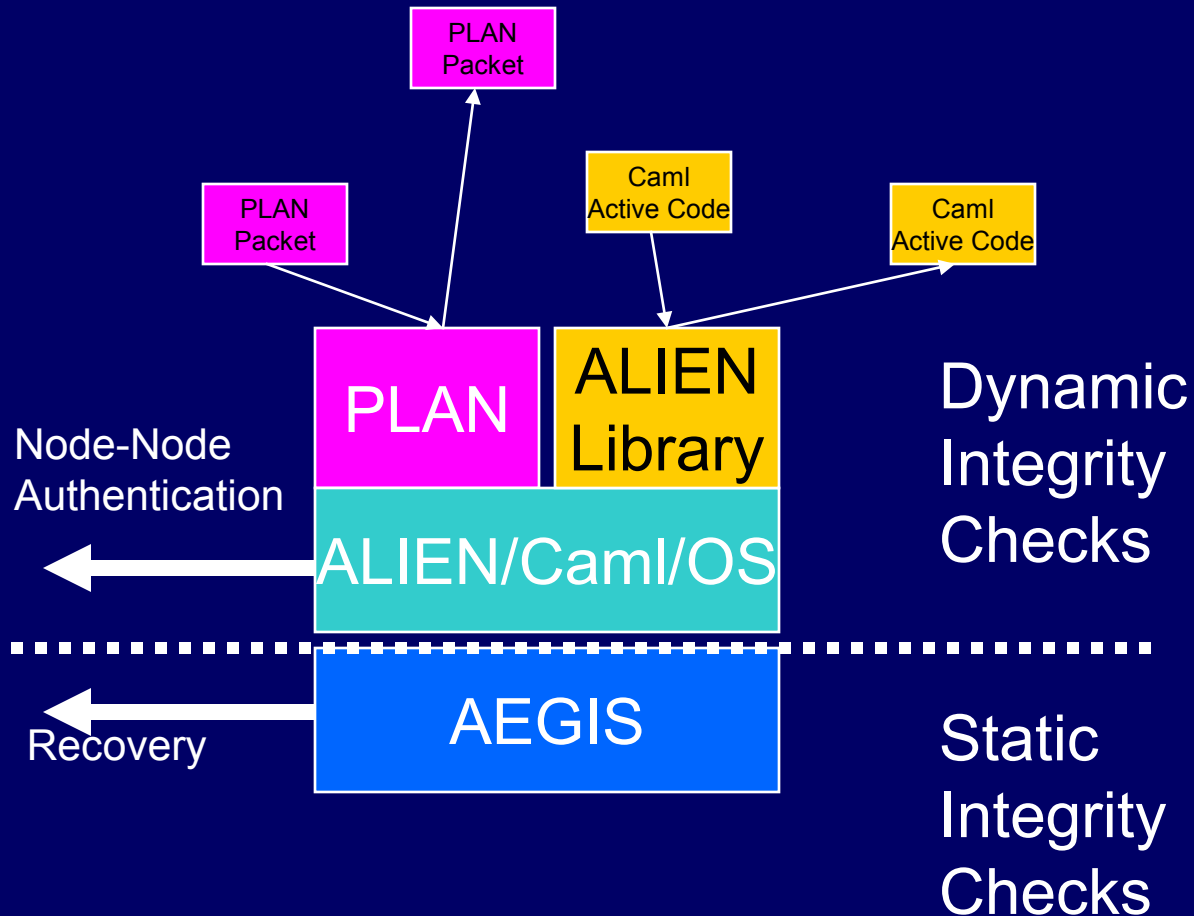 PLAN
Packet
PLAN
Packet
Caml
Active Code
Caml
Active Code
PLAN
ALIEN
Library
Dynamic
Integrity
Checks
Node-Node
Authentication
ALIEN/Caml/OS
AEGIS
Recovery
Static
Integrity
Checks